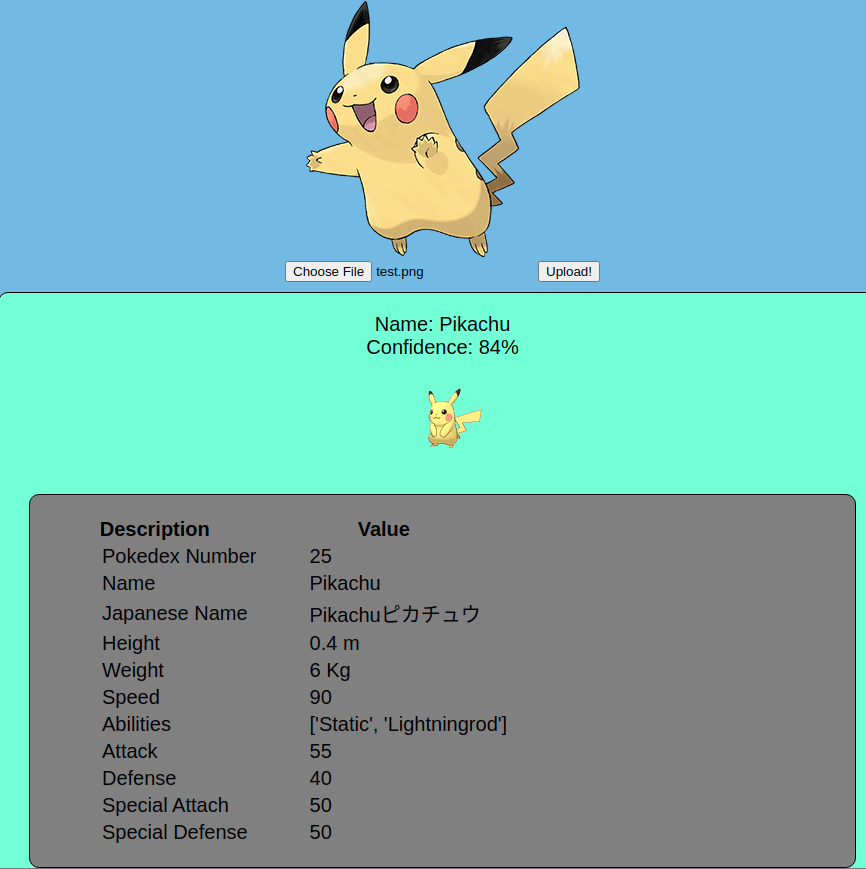 Choose File test.png Upload!
Name: Pikachu
Confidence: 84%
Description Value
Pokedex Number 25
Name Pikachu
Japanese Name Pikachuピカチュウ
Height 0.4 m
Weight 6 Kg
Speed 90
Abilities ['Static', 'Lightningrod']
Attack 55
Defense 40
Special Attach 50
Special Defense 50